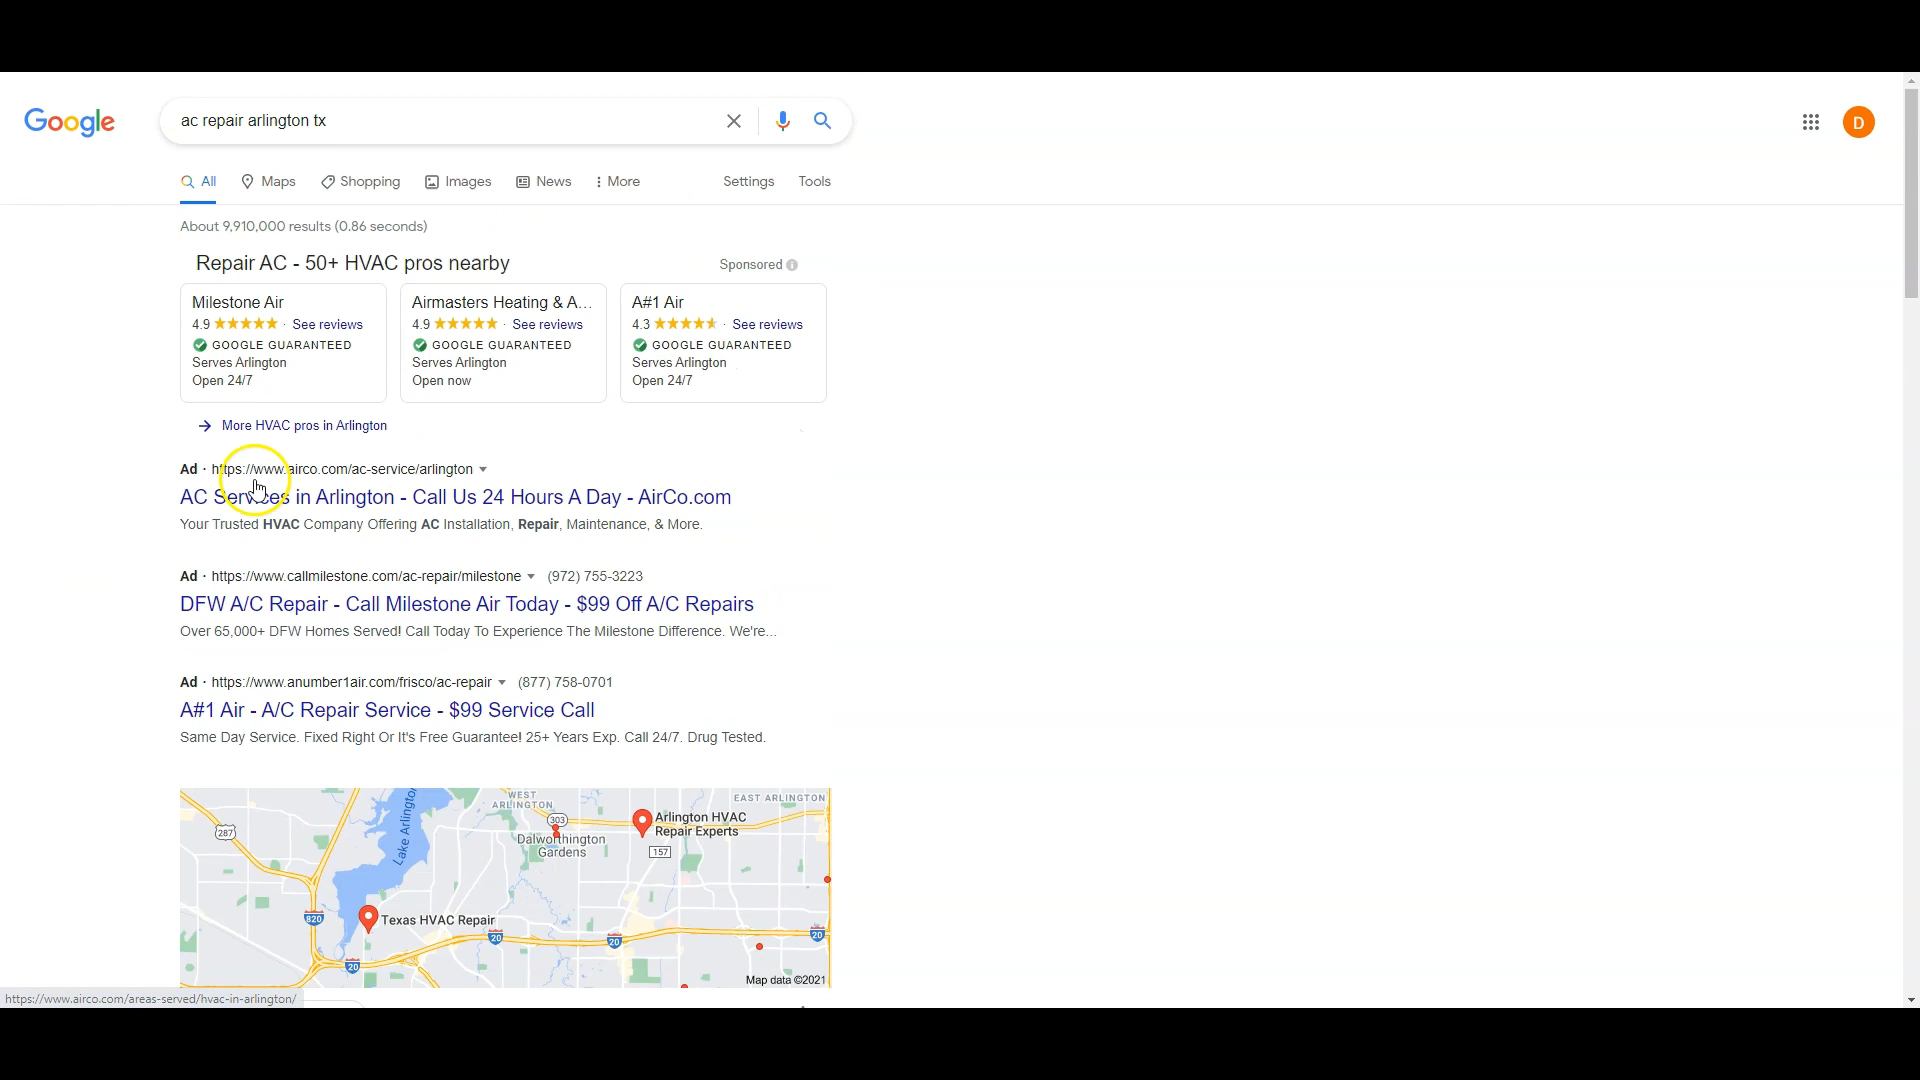 Google
ac repair arlington tx
D
All
Maps
Shopping
Images
News
More
Settings
Tools
About 9,910,000 results (0.86 seconds)
Repair AC - 50+ HVAC pros nearby
Sponsored
Milestone Air
4.9 · See reviews
GOOGLE GUARANTEED
Serves Arlington
Open 24/7
Airmasters Heating & A...
4.9 · See reviews
GOOGLE GUARANTEED
Serves Arlington
Open now
A#1 Air
4.3 · See reviews
GOOGLE GUARANTEED
Serves Arlington
Open 24/7
More HVAC pros in Arlington
Ad · https://www.airco.com/ac-service/arlington
AC Services in Arlington - Call Us 24 Hours A Day - AirCo.com
Your Trusted HVAC Company Offering AC Installation, Repair, Maintenance, & More.
Ad · https://www.callmilestone.com/ac-repair/milestone (972) 755-3223
DFW A/C Repair - Call Milestone Air Today - $99 Off A/C Repairs
Over 65,000+ DFW Homes Served! Call Today To Experience The Milestone Difference. We're...
Ad · https://www.anumber1air.com/frisco/ac-repair (877) 758-0701
A#1 Air - A/C Repair Service - $99 Service Call
Same Day Service. Fixed Right Or It's Free Guarantee! 25+ Years Exp. Call 24/7. Drug Tested.
WEST
ARLINGTON
EAST ARLINGTON
Lake Arlington
287
303
Arlington HVAC
Repair Experts
Dalworthington
Gardens
157
820
Texas HVAC Repair
20
20
20
20
Map data ©2021
https://www.airco.com/areas-served/hvac-in-arlington/